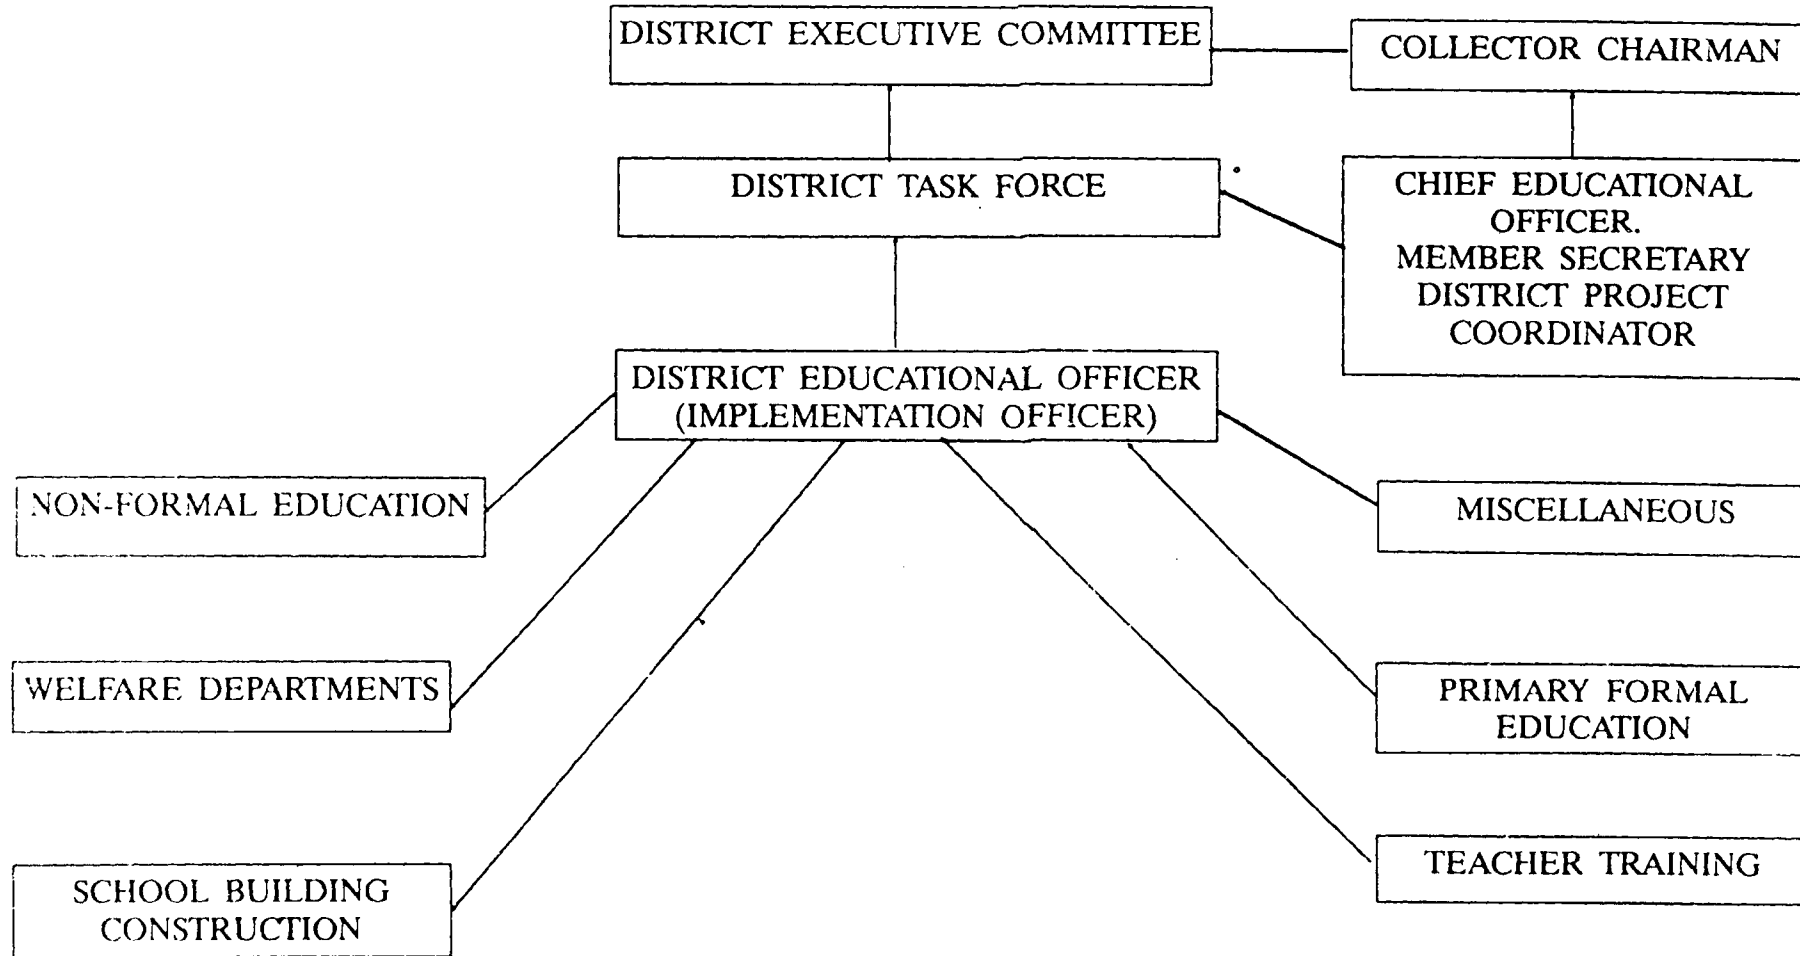 DISTRICT EXECUTIVE COMMITTEE
COLLECTOR CHAIRMAN
DISTRICT TASK FORCE
CHIEF EDUCATIONAL
OFFICER.
MEMBER SECRETARY
DISTRICT PROJECT
COORDINATOR
DISTRICT EDUCATIONAL OFFICER
(IMPLEMENTATION OFFICER)
NON-FORMAL EDUCATION
MISCELLANEOUS
WELFARE DEPARTMENTS
PRIMARY FORMAL
EDUCATION
SCHOOL BUILDING
CONSTRUCTION
TEACHER TRAINING